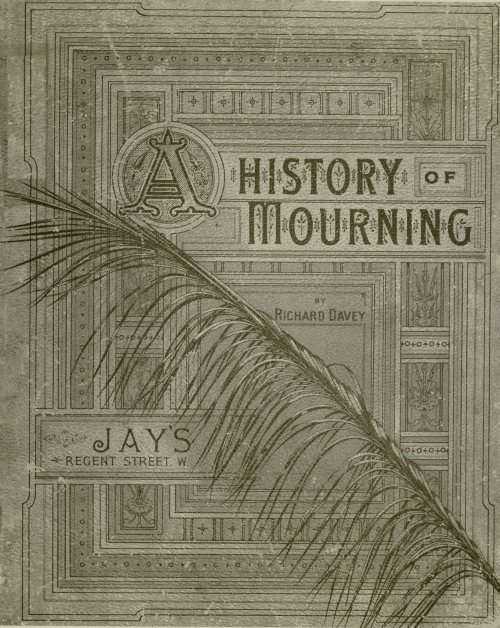 A
HISTORY OF
MOURNING
BY
RICHARD DAVEY
JAY'S
REGENT STREET. W.